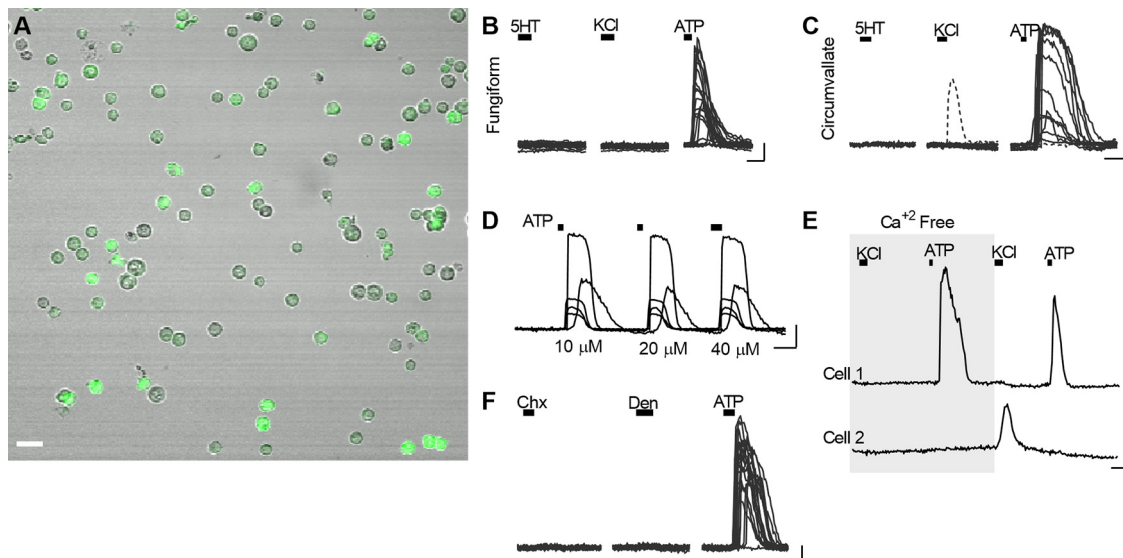 A
B
5HT KCl ATP
Fungiform
C
5HT KCl ATP
Circumvallate
D
ATP
10 µM 20 µM 40 µM
E
Ca+2 Free
KCl ATP KCl ATP
Cell 1
Cell 2
F
Chx Den ATP